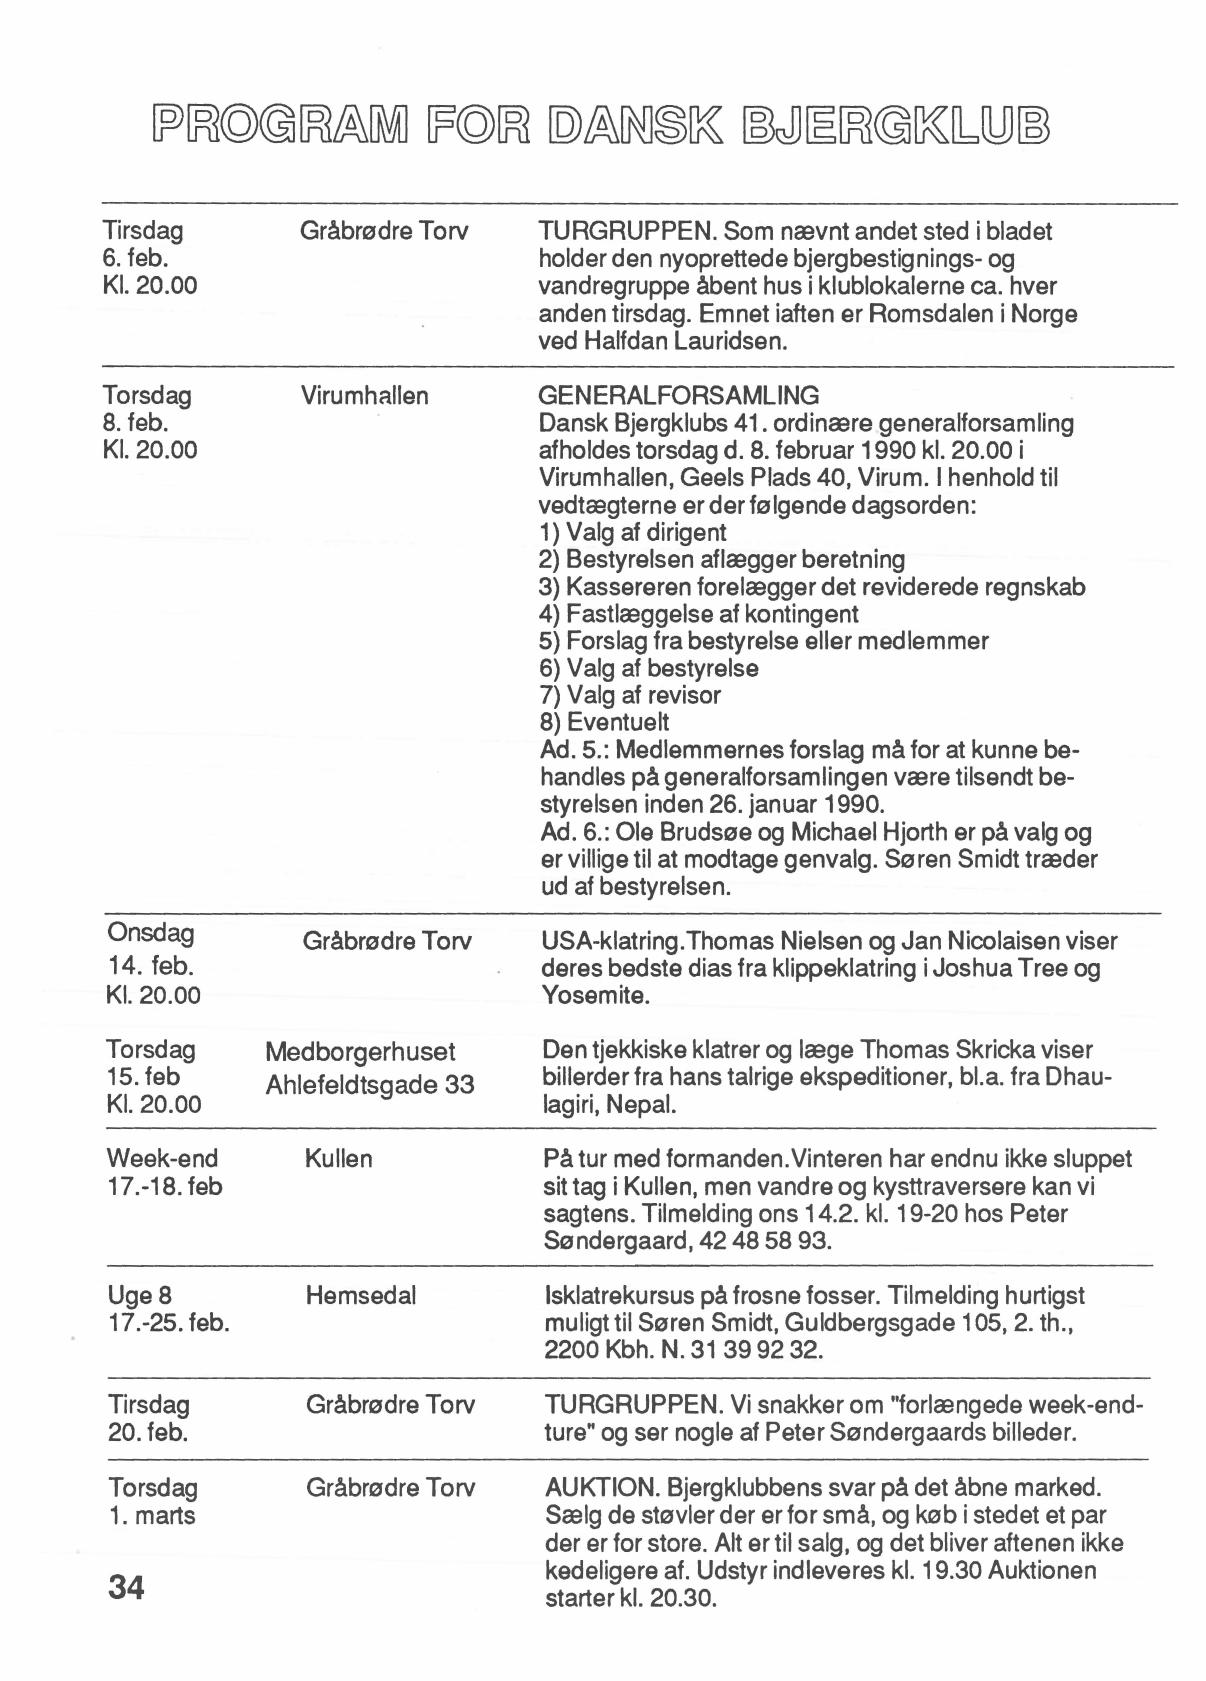 PROGRAM FOR DANSK BJERGKLUB
Tirsdag
6. feb.
Kl. 20.00
Gråbrødre Torv
TURGRUPPEN. Som nævnt andet sted i bladet
holder den nyoprettede bjergbestignings- og
vandregruppe åbent hus i klublokalerne ca. hver
anden tirsdag. Emnet iaften er Romsdalen i Norge
ved Halfdan Lauridsen.
Torsdag
8. feb.
Kl. 20.00
Virumhallen
GENERALFORSAMLING
Dansk Bjergklubs 41. ordinære generalforsamling
afholdes torsdag d. 8. februar 1990 kl. 20.00 i
Virumhallen, Geels Plads 40, Virum. I henhold til
vedtægterne er der følgende dagsorden:
1) Valg af dirigent
2) Bestyrelsen aflægger beretning
3) Kassereren forelægger det reviderede regnskab
4) Fastlæggelse af kontingent
5) Forslag fra bestyrelse eller medlemmer
6) Valg af bestyrelse
7) Valg af revisor
8) Eventuelt
Ad. 5.: Medlemmernes forslag må for at kunne be-
handles på generalforsamlingen være tilsendt be-
styrelsen inden 26. januar 1990.
Ad. 6.: Ole Brudsøe og Michael Hjorth er på valg og
er villige til at modtage genvalg. Søren Smidt træder
ud af bestyrelsen.
Onsdag
14. feb.
Kl. 20.00
Gråbrødre Torv
USA-klatring.Thomas Nielsen og Jan Nicolaisen viser
deres bedste dias fra klippeklatring i Joshua Tree og
Yosemite.
Torsdag
15. feb
Kl. 20.00
Medborgerhuset
Ahlefeldtsgade 33
Den tjekkiske klatrer og læge Thomas Skricka viser
billerder fra hans talrige ekspeditioner, bl.a. fra Dhau-
lagiri, Nepal.
Week-end
17.-18. feb
Kullen
På tur med formanden.Vinteren har endnu ikke sluppet
sit tag i Kullen, men vandre og kysttraversere kan vi
sagtens. Tilmelding ons 14.2. kl. 19-20 hos Peter
Søndergaard, 42 48 58 93.
Uge 8
17.-25. feb.
Hemsedal
Isklatrekursus på frosne fosser. Tilmelding hurtigst
muligt til Søren Smidt, Guldbergsgade 105, 2. th.,
2200 Kbh. N. 31 39 92 32.
Tirsdag
20. feb.
Gråbrødre Torv
TURGRUPPEN. Vi snakker om "forlængede week-end-
ture" og ser nogle af Peter Søndergaards billeder.
Torsdag
1. marts
Gråbrødre Torv
AUKTION. Bjergklubbens svar på det åbne marked.
Sælg de støvler der er for små, og køb i stedet et par
der er for store. Alt er til salg, og det bliver aftenen ikke
kedeligere af. Udstyr indleveres kl. 19.30 Auktionen
starter kl. 20.30.
34